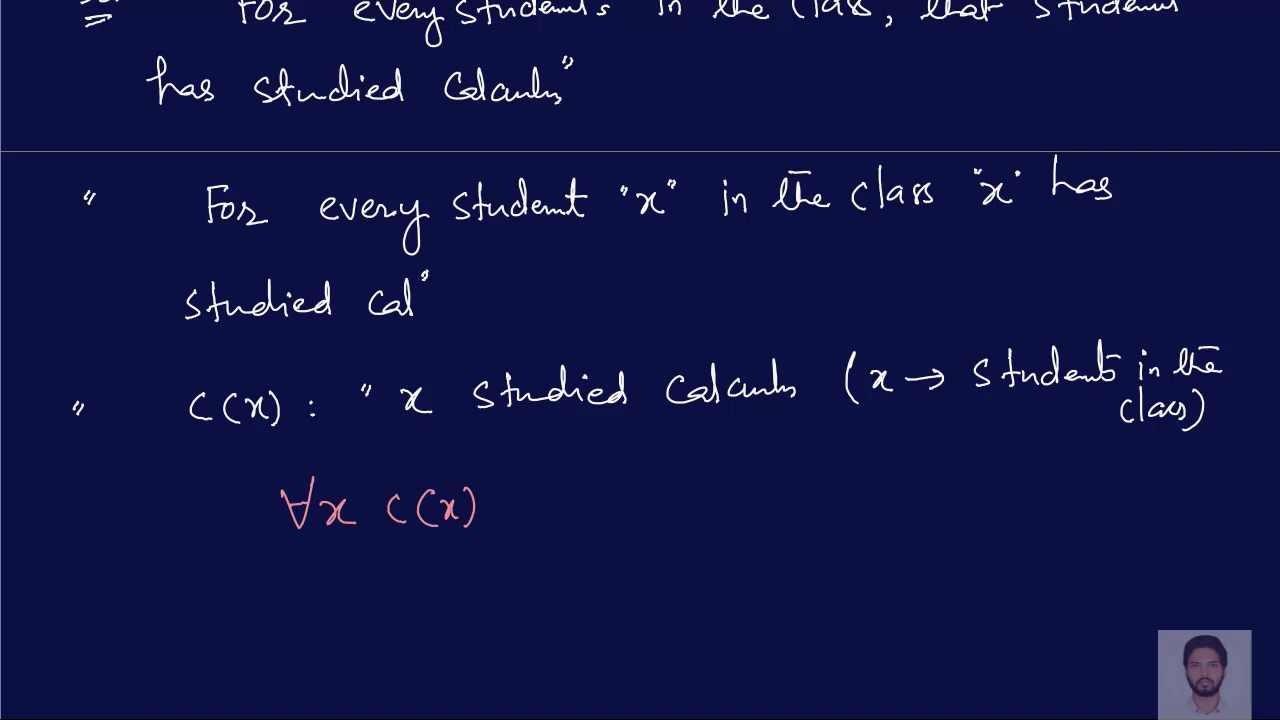 For every students in the class, that student
has studied Calculus"
" For every student "x" in the class "x" has
studied cal"
" C(x) : " x studied Calculus (x → students in the
class)
∀x C(x)